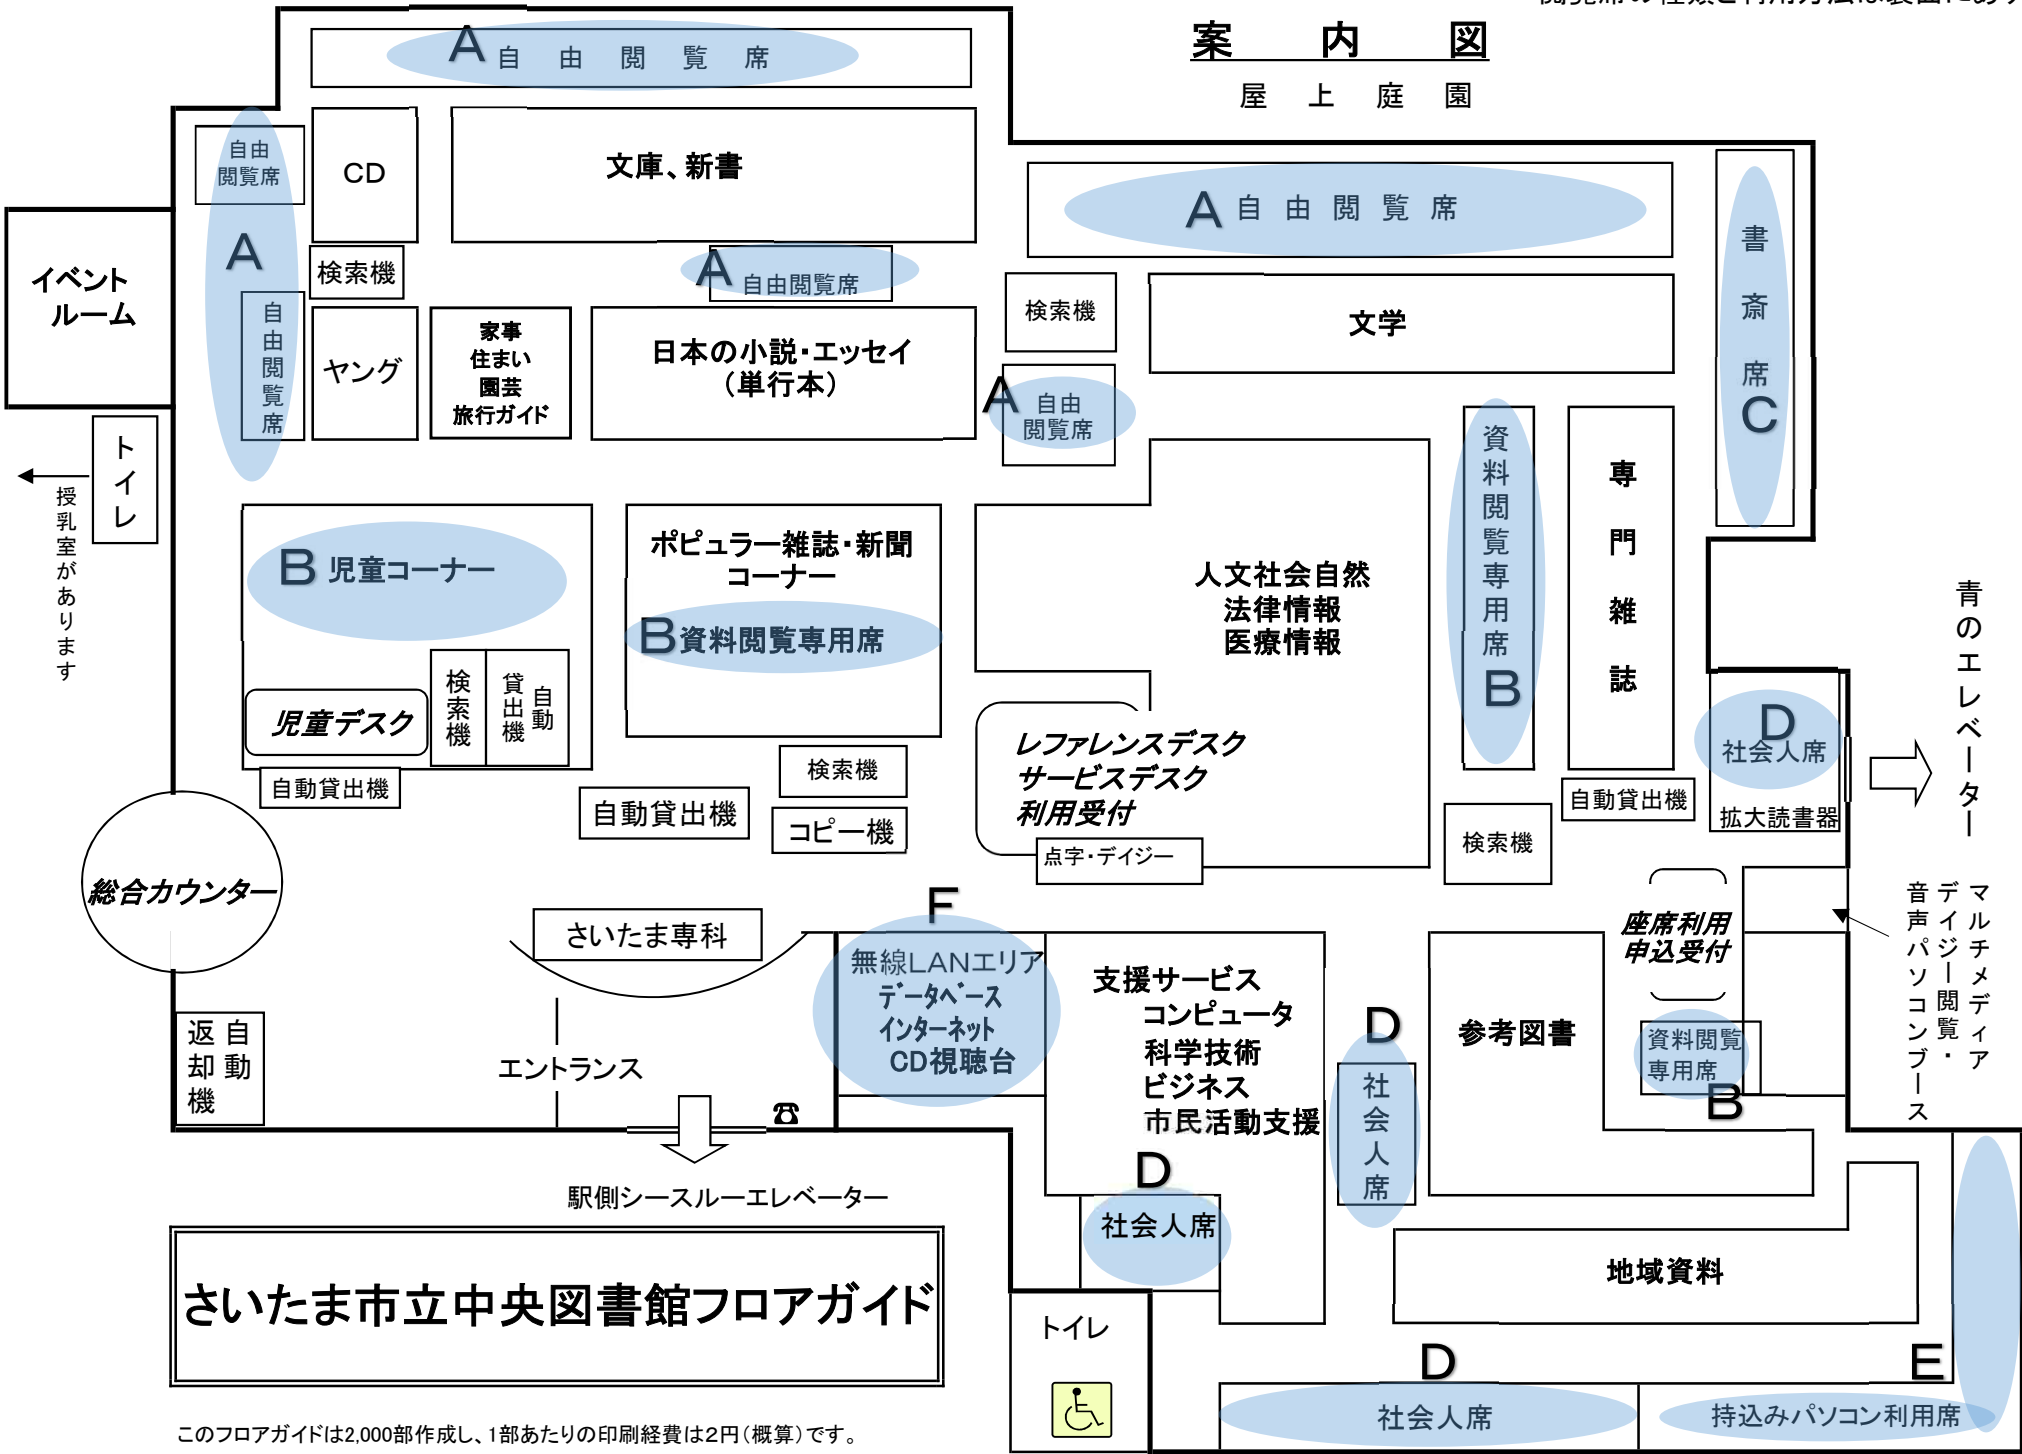 案内図
屋上庭園
A 自由閲覧席
自由
閲覧席
A
自由閲覧席
CD
文庫、新書
A 自由閲覧席
書斎席
C
イベント
ルーム
検索機
A 自由閲覧席
検索機
文学
ヤング
家事
住まい
園芸
旅行ガイド
日本の小説・エッセイ
(単行本)
A
自由
閲覧席
トイレ
授乳室があります
B 児童コーナー
ポピュラー雑誌・新聞
コーナー
B 資料閲覧専用席
人文社会自然
法律情報
医療情報
資料閲覧専用席
B
専門雑誌
青のエレベーター
児童デスク
検索機
自動
貸出機
自動貸出機
自動貸出機
検索機
コピー機
レファレンスデスク
サービスデスク
利用受付
点字・デイジー
検索機
自動貸出機
D
社会人席
拡大読書器
総合カウンター
さいたま専科
F
無線LANエリア
データベース
インターネット
CD視聴台
支援サービス
コンピュータ
科学技術
ビジネス
市民活動支援
D
社会人席
D
社会人席
参考図書
座席利用
申込受付
資料閲覧
専用席
B
マルチメディア
デイジー閲覧・
音声パソコンブース
自動
返却機
エントランス
☎
駅側シースルーエレベーター
さいたま市立中央図書館フロアガイド
トイレ
地域資料
D
社会人席
E
持込みパソコン利用席
このフロアガイドは2,000部作成し、1部あたりの印刷経費は2円(概算)です。